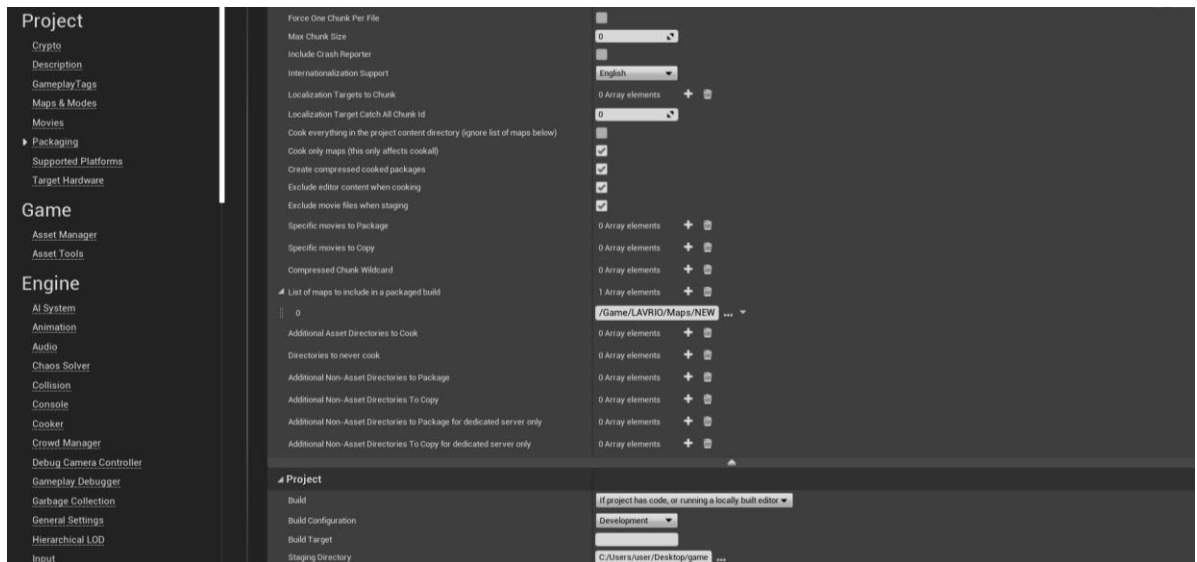 Project
Crypto
Description
GameplayTags
Maps & Modes
Movies
Packaging
Supported Platforms
Target Hardware
Game
Asset Manager
Asset Tools
Engine
AI System
Animation
Audio
Chaos Solver
Collision
Console
Cooker
Crowd Manager
Debug Camera Controller
Gameplay Debugger
Garbage Collection
General Settings
Hierarchical LOD
Input
Force One Chunk Per File
Max Chunk Size 0
Include Crash Reporter
Internationalization Support English
Localization Targets to Chunk 0 Array elements
Localization Target Catch All Chunk Id 0
Cook everything in the project content directory (ignore list of maps below)
Cook only maps (this only affects cookall)
Create compressed cooked packages
Exclude editor content when cooking
Exclude movie files when staging
Specific movies to Package 0 Array elements
Specific movies to Copy 0 Array elements
Compressed Chunk Wildcard 0 Array elements
List of maps to include in a packaged build 1 Array elements
0 /Game/LAVRIO/Maps/NEW ...
Additional Asset Directories to Cook 0 Array elements
Directories to never cook 0 Array elements
Additional Non-Asset Directories to Package 0 Array elements
Additional Non-Asset Directories To Copy 0 Array elements
Additional Non-Asset Directories to Package for dedicated server only 0 Array elements
Additional Non-Asset Directories To Copy for dedicated server only 0 Array elements
Project
Build If project has code, or running a locally built editor
Build Configuration Development
Build Target
Staging Directory C:/Users/user/Desktop/game ...